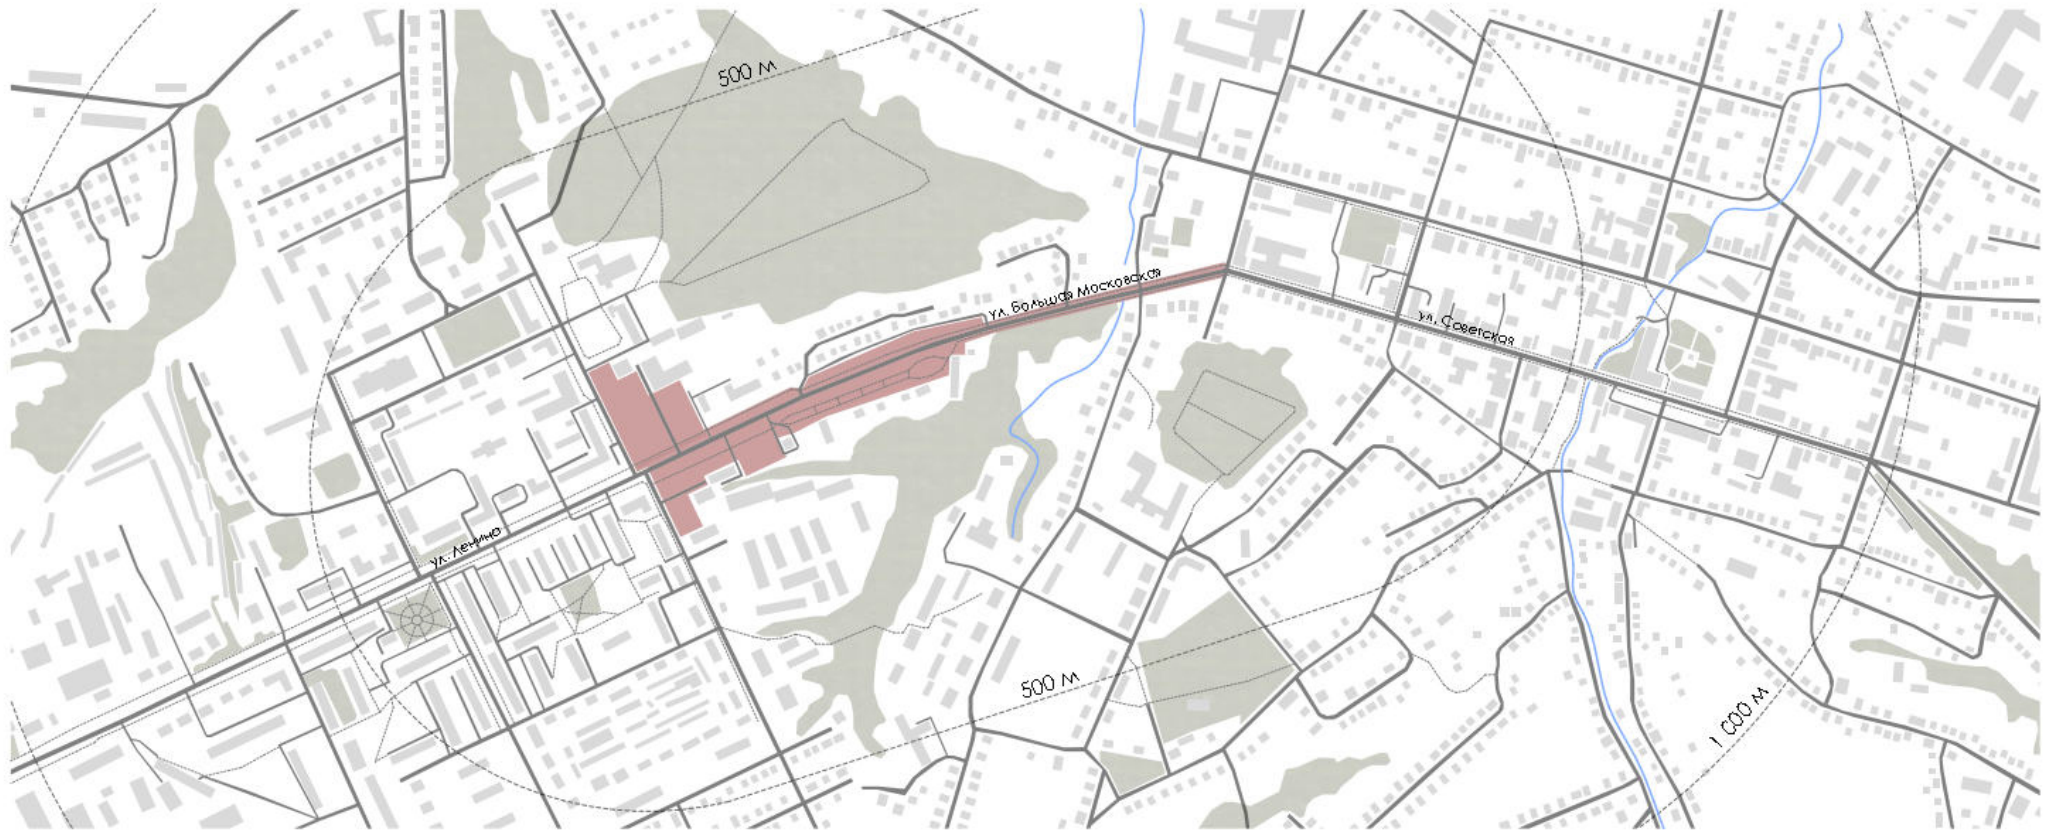 500 м
ул. Большая Московская
ул. Советская
ул. Ленина
500 м
1 000 м